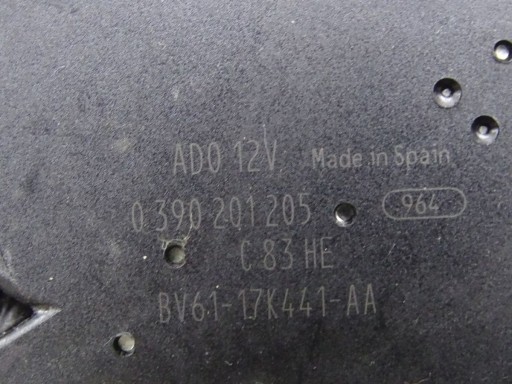 ADO 12V Made in Spain
0 390 201 205 964
C 83 HE
BV61-17K441-AA